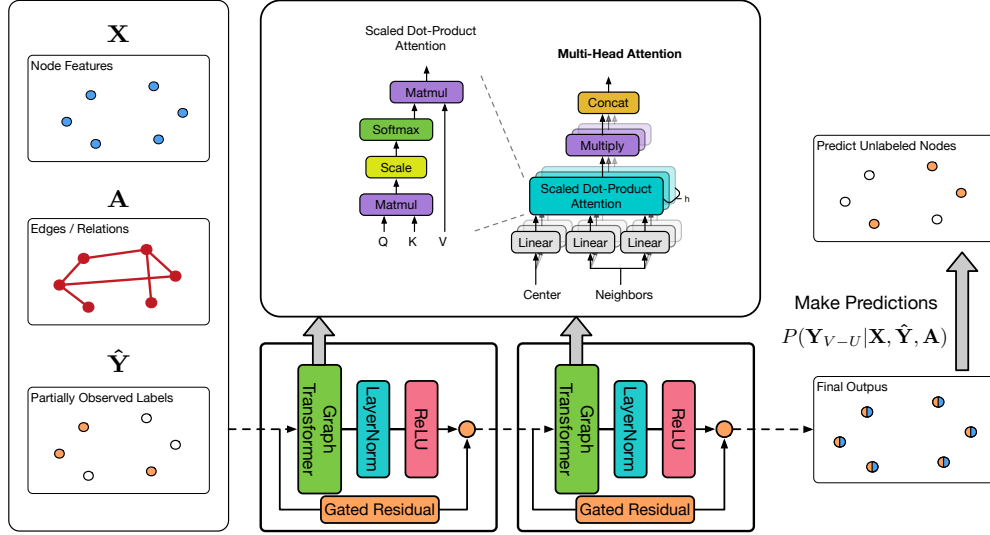 X
Node Features
A
Edges / Relations
Ŷ
Partially Observed Labels
Scaled Dot-Product
Attention
Matmul
Softmax
Scale
Matmul
Q K V
Multi-Head Attention
Concat
Multiply
Scaled Dot-Product
Attention
h
Linear Linear Linear
Center Neighbors
Graph
Transformer
LayerNorm
ReLU
Gated Residual
Graph
Transformer
LayerNorm
ReLU
Gated Residual
Predict Unlabeled Nodes
Make Predictions
P(Y_{V−U}|X, Ŷ, A)
Final Outpus